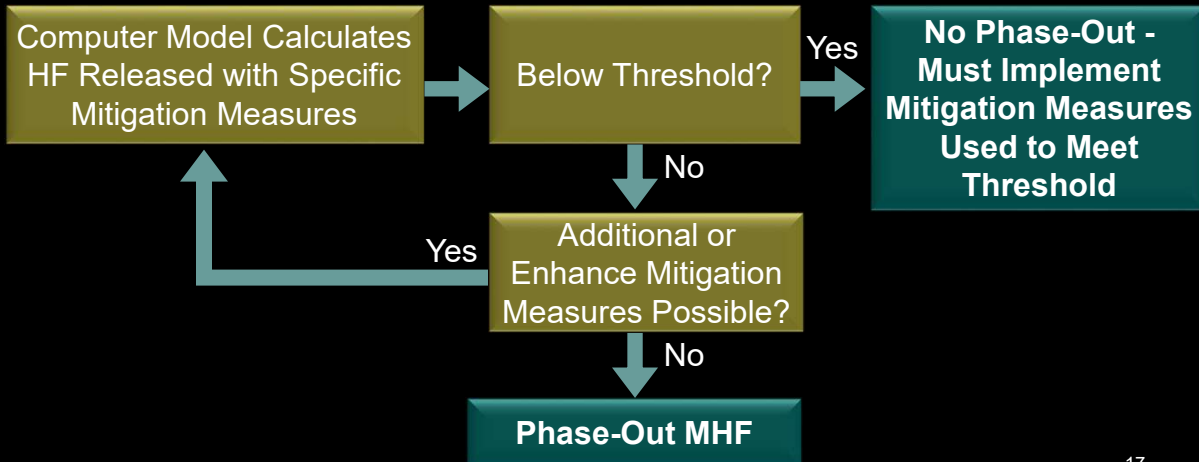 Computer Model Calculates
HF Released with Specific
Mitigation Measures
Below Threshold?
Yes
No Phase-Out -
Must Implement
Mitigation Measures
Used to Meet
Threshold
No
Additional or
Enhance Mitigation
Measures Possible?
Yes
No
Phase-Out MHF
17